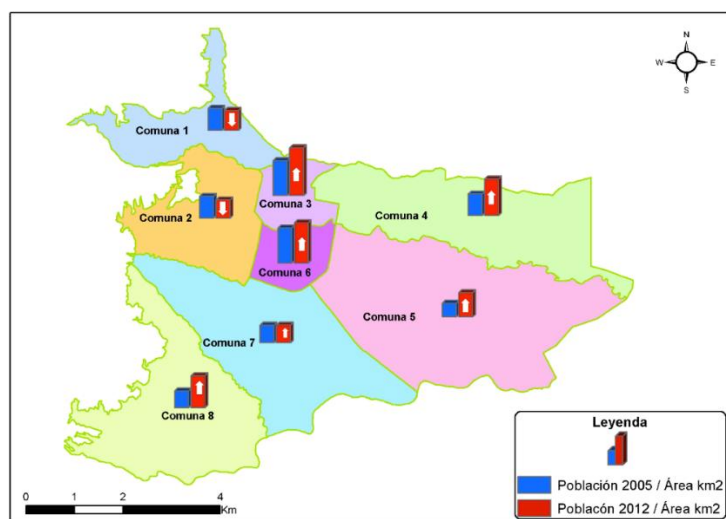 N
W E
S
Comuna 1
Comuna 3
Comuna 2
Comuna 4
Comuna 6
Comuna 5
Comuna 7
Comuna 8
Leyenda
Población 2005 / Área km2
Poblacón 2012 / Área km2
0 1 2 4
Km